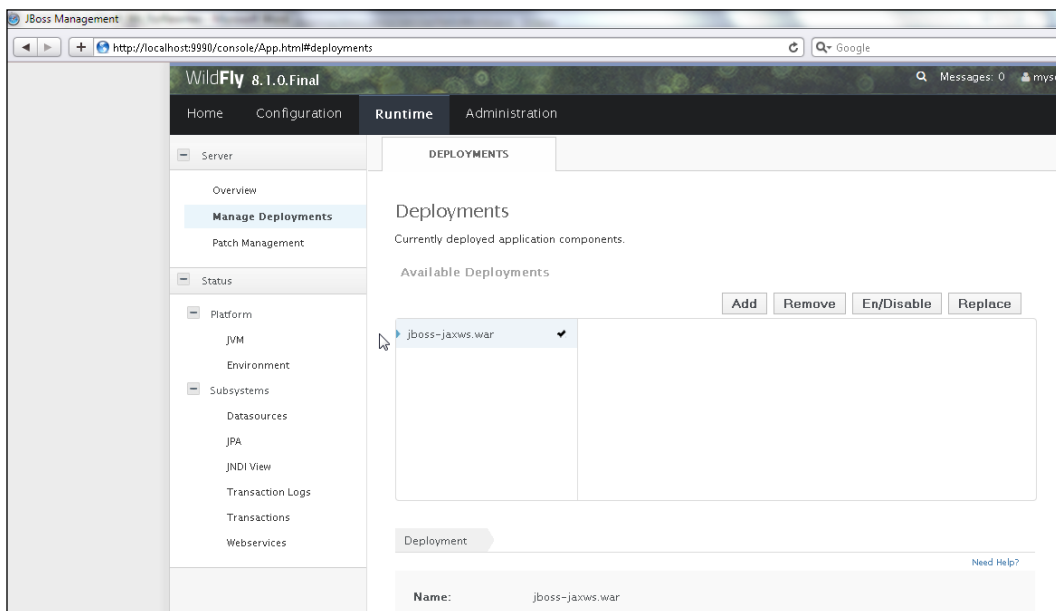 JBoss Management
http://localhost:9990/console/App.html#deployments
Google
WildFly 8.1.0.Final
Messages: 0
Home Configuration Runtime Administration
Server
Overview
Manage Deployments
Patch Management
Status
Platform
JVM
Environment
Subsystems
Datasources
JPA
JNDI View
Transaction Logs
Transactions
Webservices
DEPLOYMENTS
Deployments
Currently deployed application components.
Available Deployments
Add Remove En/Disable Replace
jboss-jaxws.war
Deployment
Need Help?
Name: jboss-jaxws.war